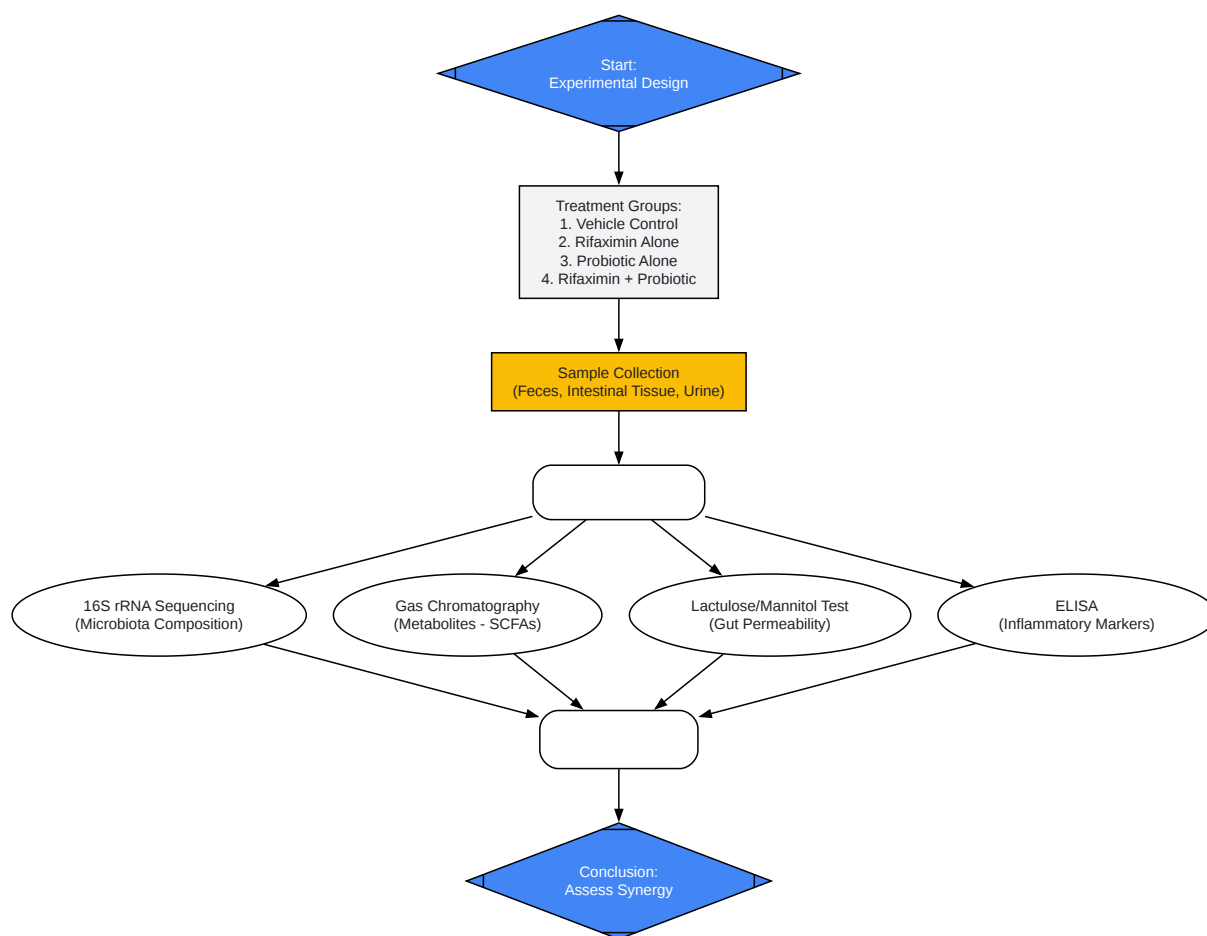 Start:
Experimental Design
Treatment Groups:
1. Vehicle Control
2. Rifaximin Alone
3. Probiotic Alone
4. Rifaximin + Probiotic
Sample Collection
(Feces, Intestinal Tissue, Urine)
16S rRNA Sequencing
(Microbiota Composition)
Gas Chromatography
(Metabolites - SCFAs)
Lactulose/Mannitol Test
(Gut Permeability)
ELISA
(Inflammatory Markers)
Conclusion:
Assess Synergy